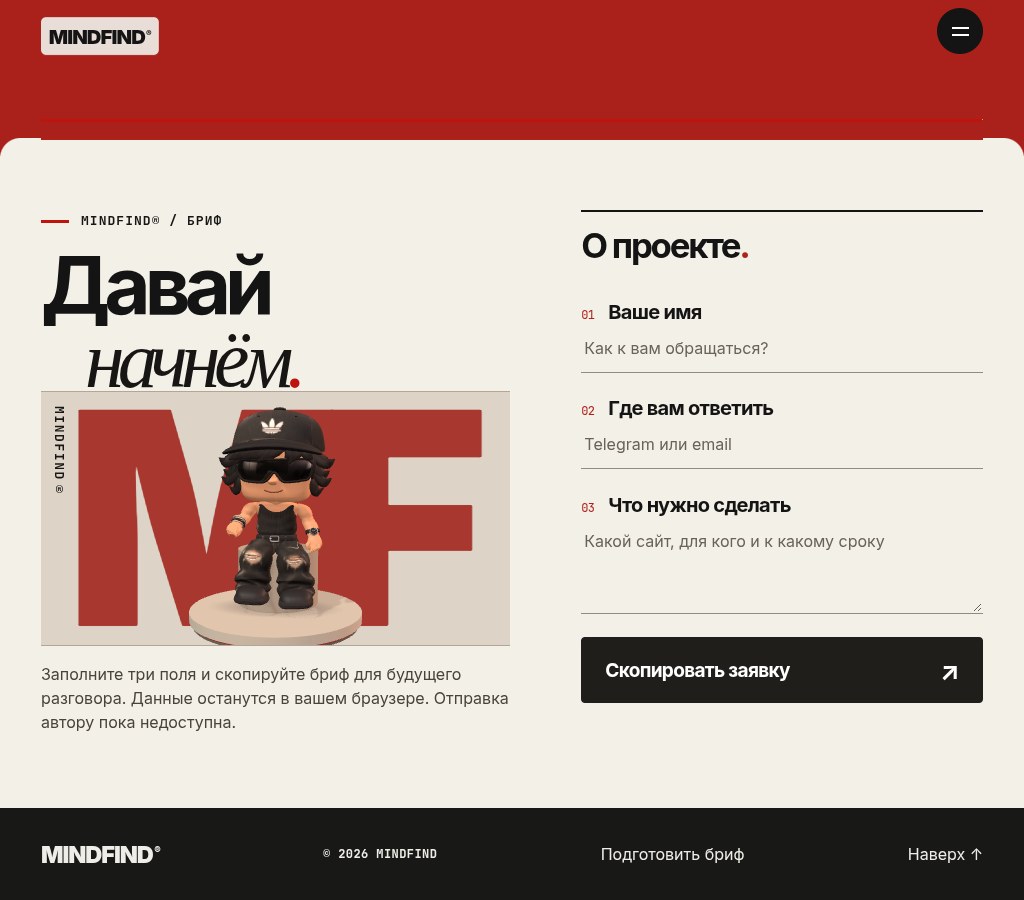 MINDFIND®
MINDFIND® / БРИФ
Давай
начнём.
MINDFIND ®
MF
Заполните три поля и скопируйте бриф для будущего
разговора. Данные останутся в вашем браузере. Отправка
автору пока недоступна.
О проекте.
01 Ваше имя
Как к вам обращаться?
02 Где вам ответить
Telegram или email
03 Что нужно сделать
Какой сайт, для кого и к какому сроку
Скопировать заявку ↗
MINDFIND®
© 2026 MINDFIND
Подготовить бриф
Наверх ↑